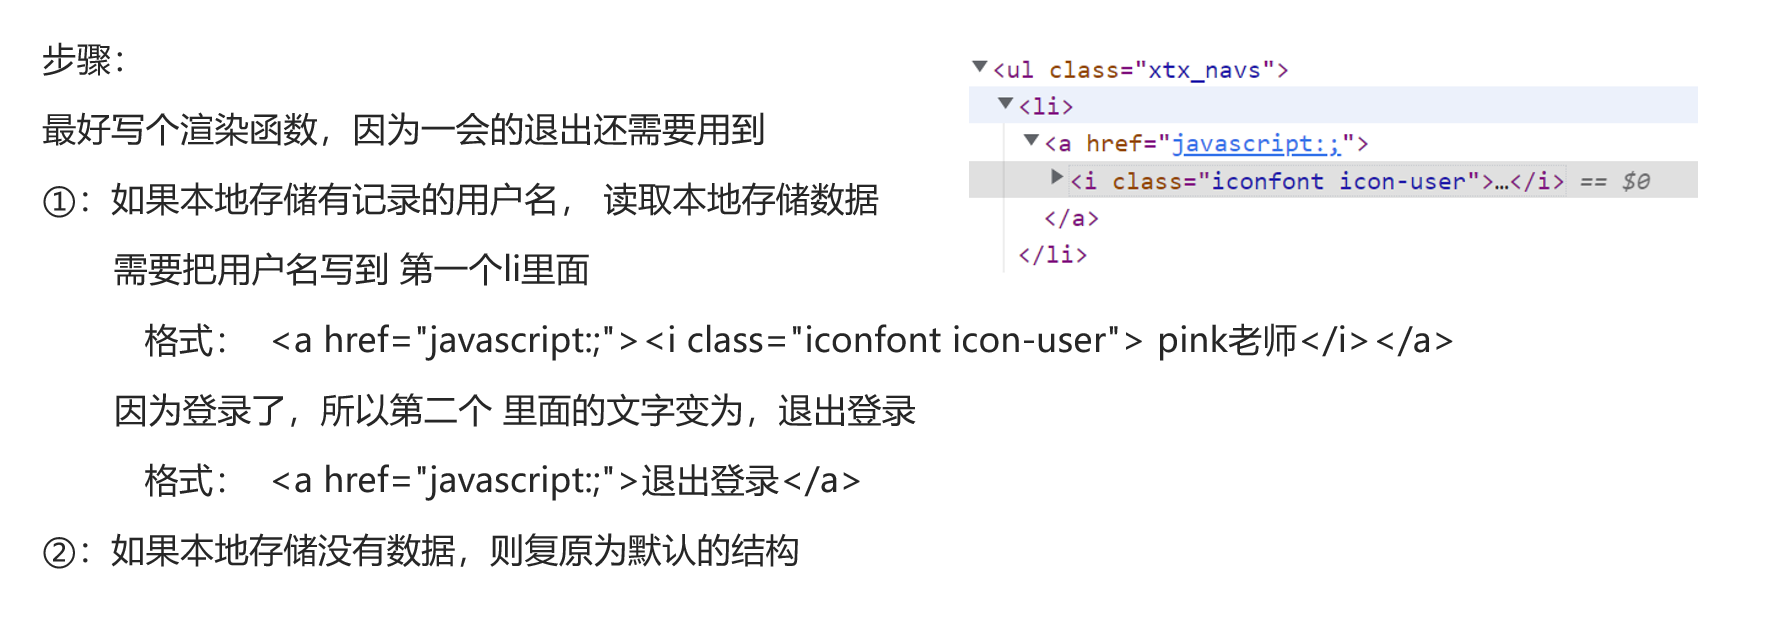 步骤：
最好写个渲染函数，因为一会的退出还需要用到
①：如果本地存储有记录的用户名， 读取本地存储数据
需要把用户名写到 第一个li里面
格式： <a href="javascript:;"><i class="iconfont icon-user"> pink老师</i></a>
因为登录了，所以第二个 里面的文字变为，退出登录
格式： <a href="javascript:;">退出登录</a>
②：如果本地存储没有数据，则复原为默认的结构
<ul class="xtx_navs">
<li>
<a href="javascript:;">
<i class="iconfont icon-user">…</i> == $0
</a>
</li>